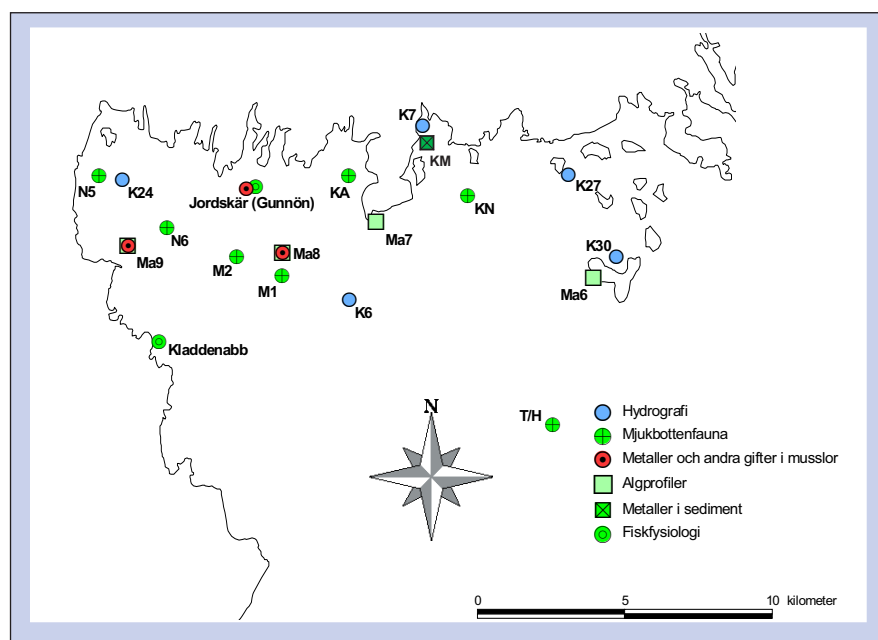 K7
KM
N5
K24
Jordskär (Gunnön)
KA
KN
K27
N6
Ma7
Ma9
M2
Ma8
K30
M1
K6
Ma6
Kladdenabb
N
T/H
Hydrografi
Mjukbottenfauna
Metaller och andra gifter i musslor
Algprofiler
Metaller i sediment
Fiskfysiologi
0 5 10 kilometer